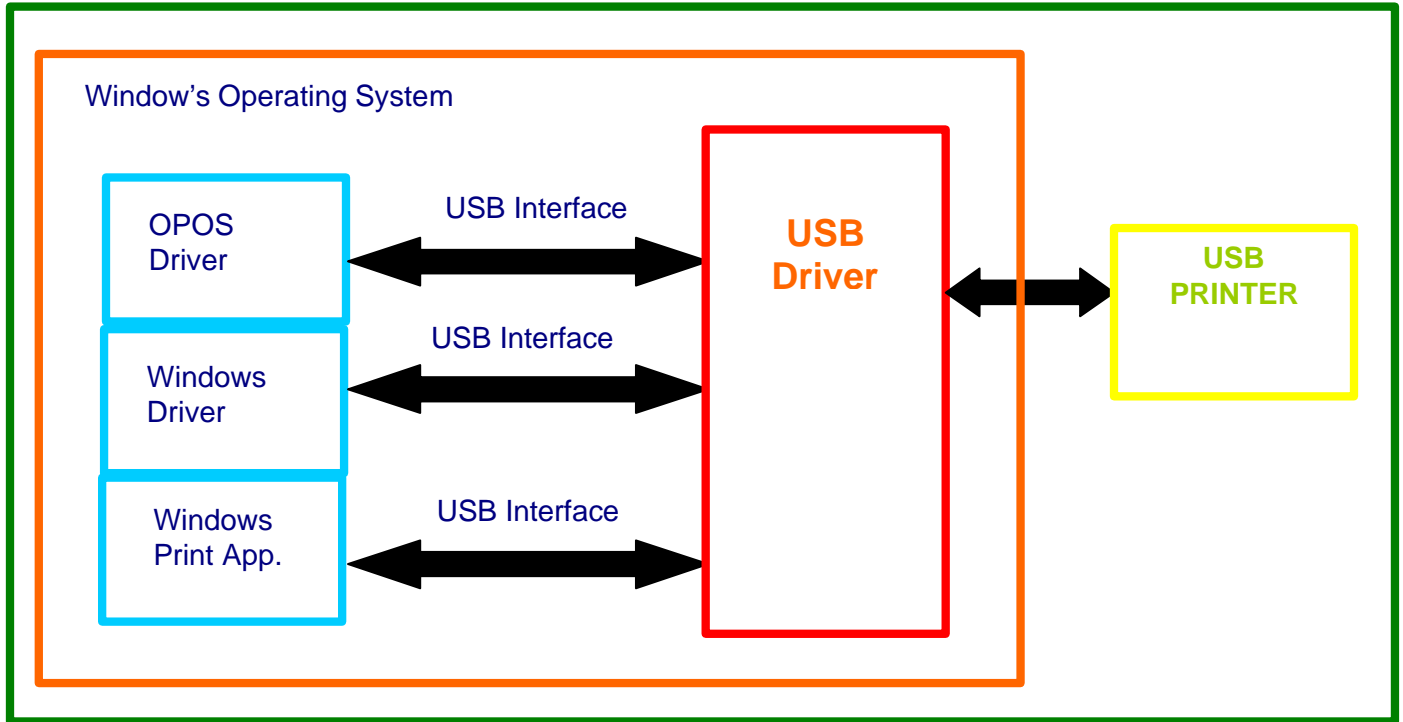 Window's Operating System
OPOS
Driver
USB Interface
USB
Driver
USB
PRINTER
Windows
Driver
USB Interface
Windows
Print App.
USB Interface